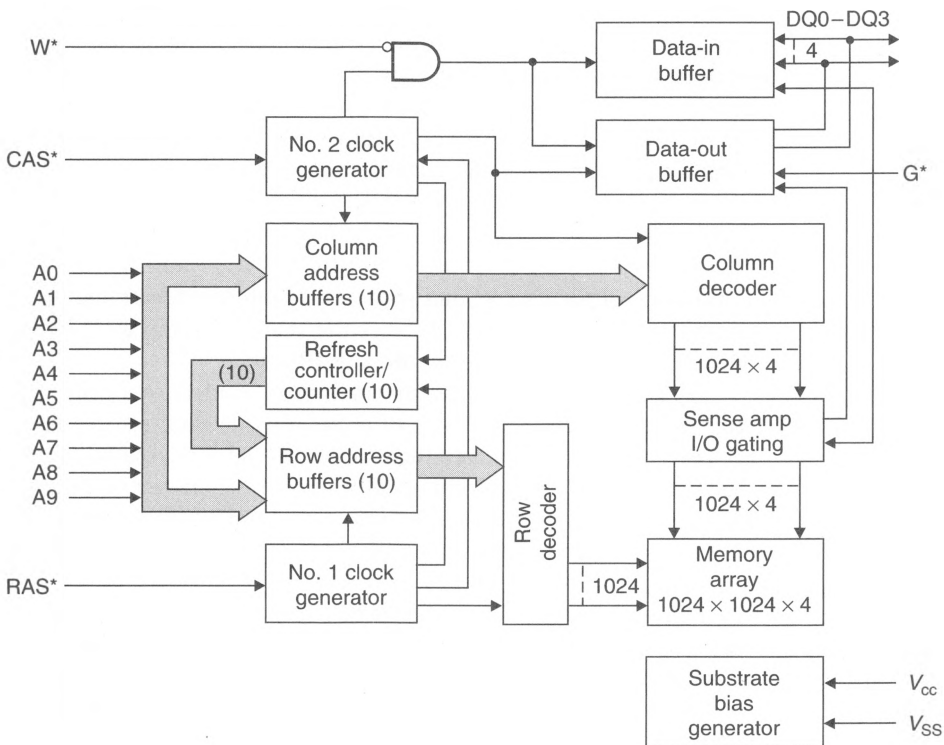 DQ0–DQ3
W*
Data-in
buffer
4
No. 2 clock
generator
CAS*
Data-out
buffer
G*
Column
address
buffers (10)
Column
decoder
A0
A1
A2
A3
A4
A5
A6
A7
A8
A9
Refresh
controller/
counter (10)
(10)
1024 × 4
Sense amp
I/O gating
Row address
buffers (10)
1024 × 4
Row
decoder
RAS*
No. 1 clock
generator
1024
Memory
array
1024 × 1024 × 4
Substrate
bias
generator
Vcc
VSS